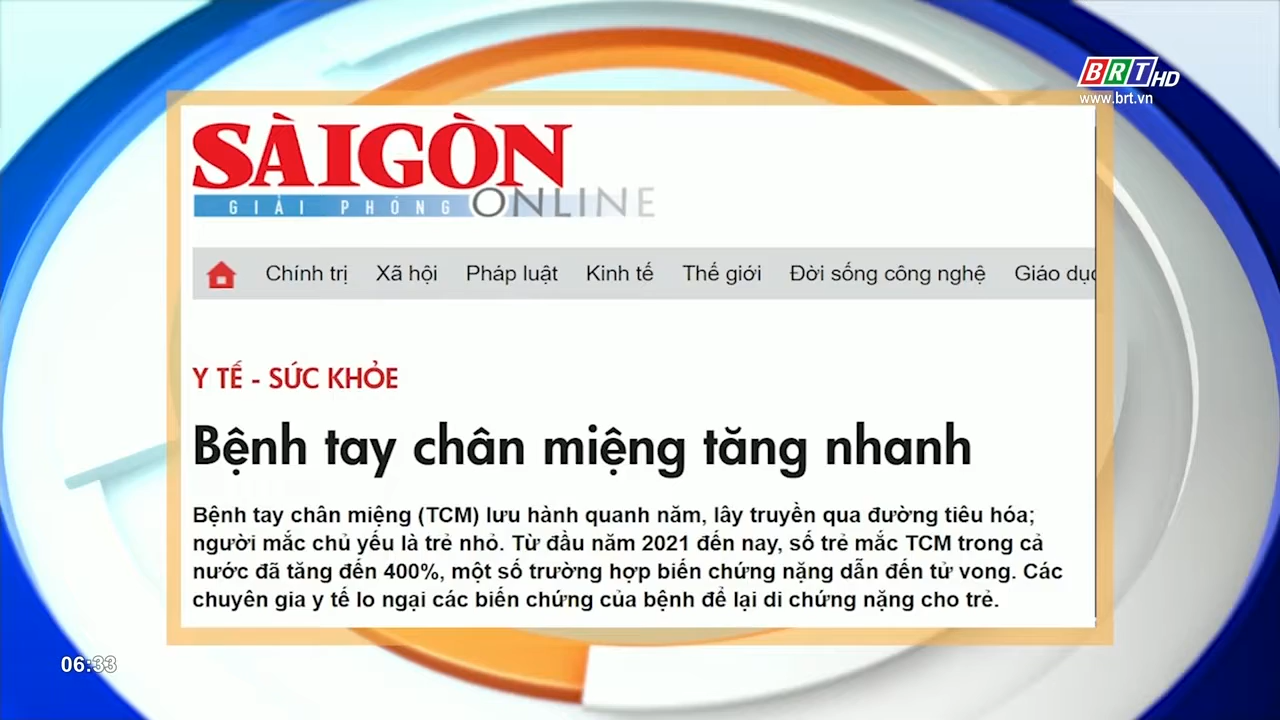 BRT HD
www.brt.vn
SÀIGÒN
GIẢI PHÓNG ONLINE
Chính trị Xã hội Pháp luật Kinh tế Thế giới Đời sống công nghệ Giáo dục
Y TẾ - SỨC KHỎE
Bệnh tay chân miệng tăng nhanh
Bệnh tay chân miệng (TCM) lưu hành quanh năm, lây truyền qua đường tiêu hóa;
người mắc chủ yếu là trẻ nhỏ. Từ đầu năm 2021 đến nay, số trẻ mắc TCM trong cả
nước đã tăng đến 400%, một số trường hợp biến chứng nặng dẫn đến tử vong. Các
chuyên gia y tế lo ngại các biến chứng của bệnh để lại di chứng nặng cho trẻ.
06:33